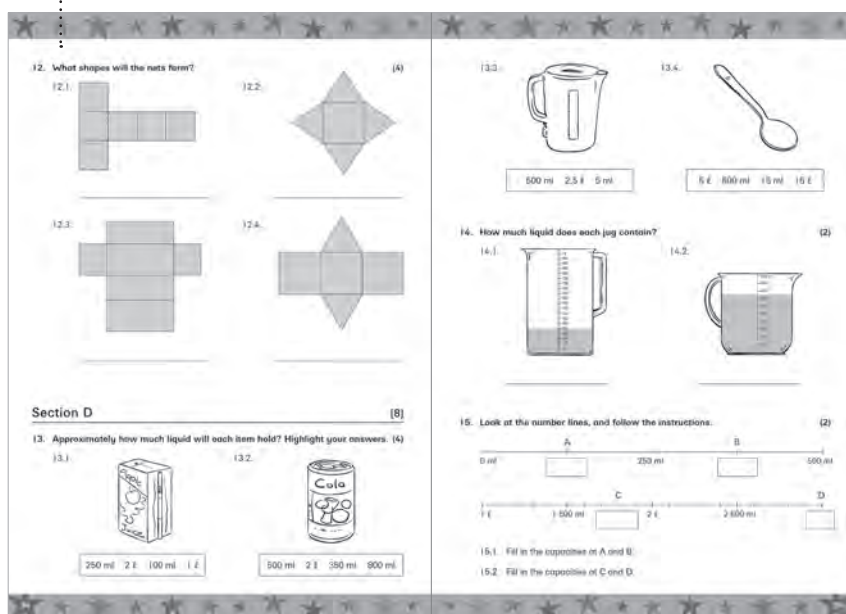 12. What shapes will the nets form? (4)
12.1.
12.2.
12.3.
12.4.
Section D [8]
13. Approximately how much liquid will each item hold? Highlight your answers. (4)
13.1.
Apple
Juice
250 ml 2 ℓ 100 ml 1 ℓ
13.2.
Cola
500 ml 2 ℓ 350 ml 800 ml
13.3.
500 ml 2,5 ℓ 5 ml
13.4.
5 ℓ 500 ml 15 ml 15 ℓ
14. How much liquid does each jug contain? (2)
14.1.
14.2.
15. Look at the number lines, and follow the instructions. (2)
A B
0 ml 250 ml 500 ml
C D
1 ℓ 1 500 ml 2 ℓ 2 500 ml
15.1. Fill in the capacities at A and B.
15.2. Fill in the capacities at C and D.